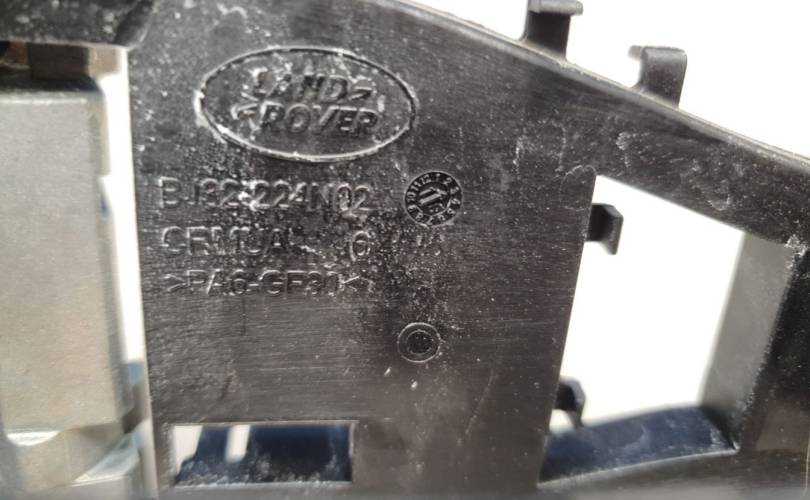 LAND
ROVER
BJ32-224N02
>PA6-GF30<